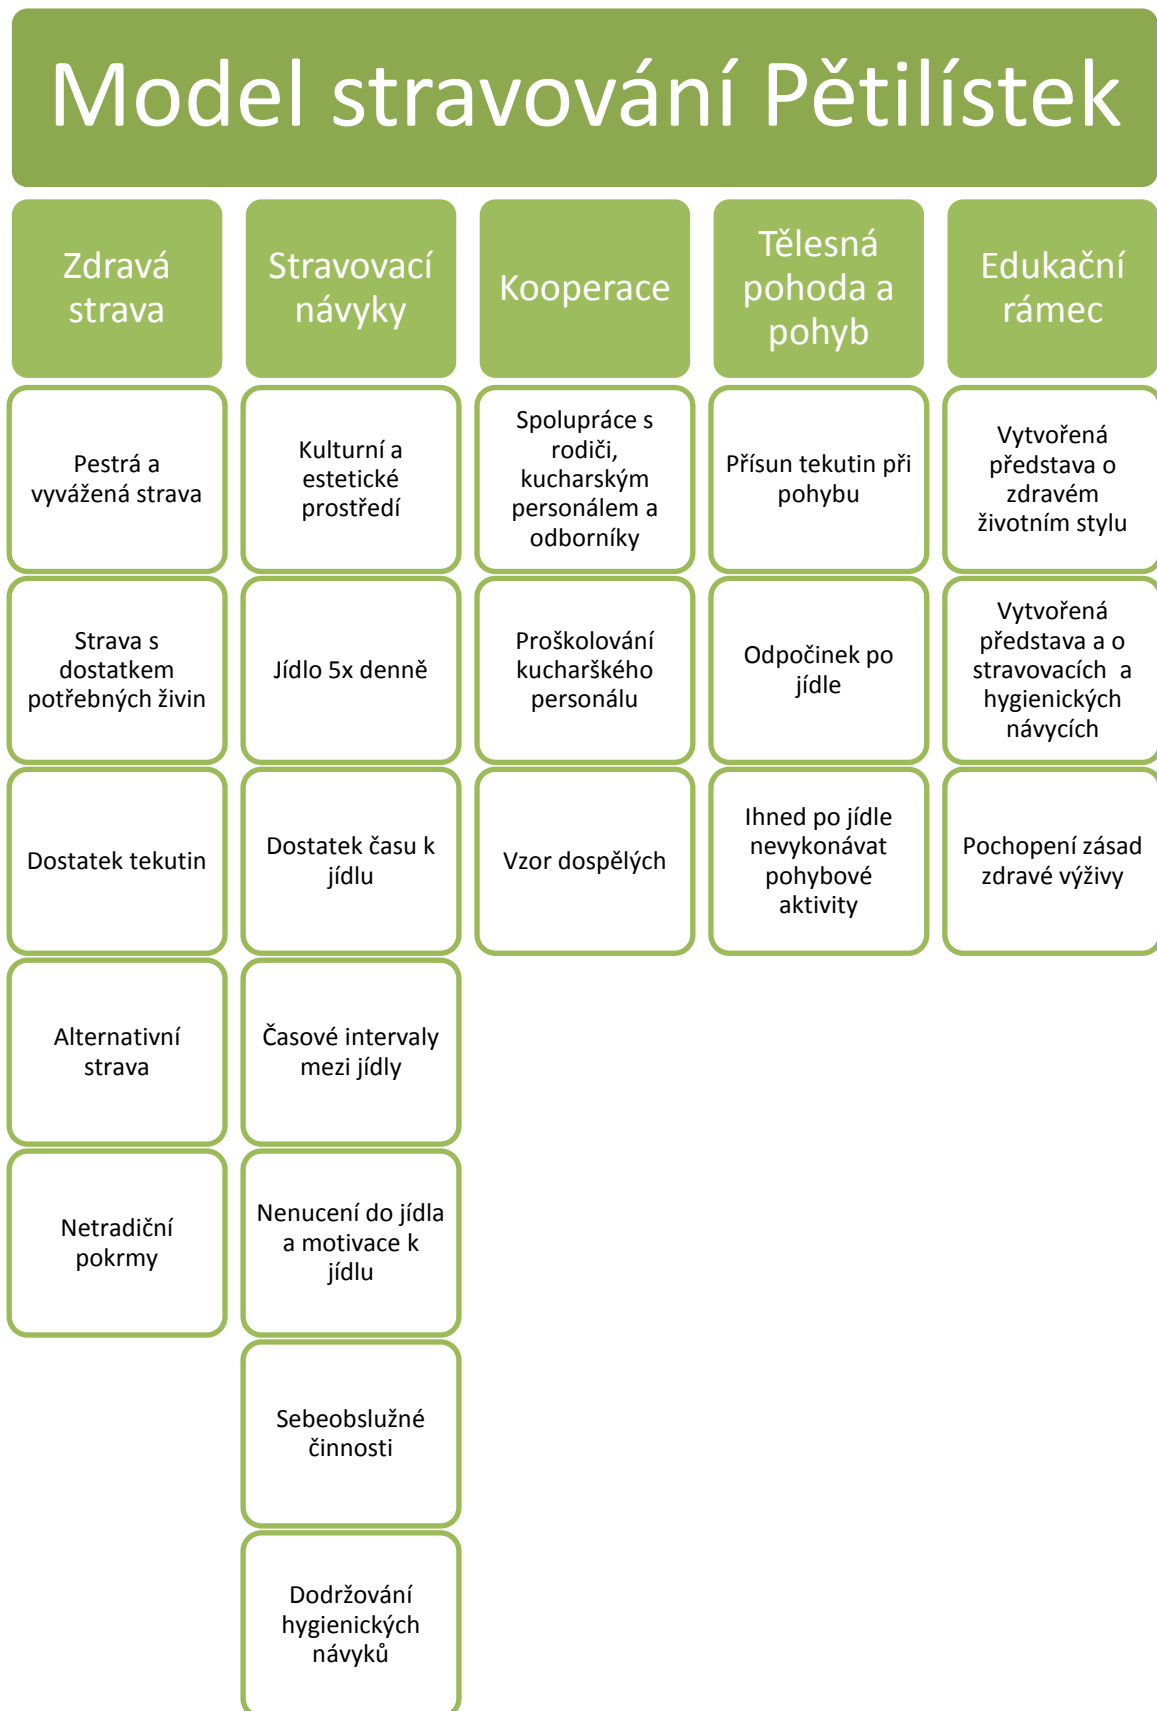 Model stravování Pětilístek
Zdravá
strava
Pestrá a
vyvážená strava
Strava s
dostatkem
potřebných živin
Dostatek tekutin
Alternativní
strava
Netradiční
pokrmy
Stravovací
návyky
Kulturní a
estetické
prostředí
Jídlo 5x denně
Dostatek času k
jídlu
Časové intervaly
mezi jídly
Nenucení do jídla
a motivace k
jídlu
Sebeobslužné
činnosti
Dodržování
hygienických
návyků
Kooperace
Spolupráce s
rodiči,
kucharským
personálem a
odborníky
Proškolování
kucharškého
personálu
Vzor dospělých
Tělesná
pohoda a
pohyb
Přísun tekutin při
pohybu
Odpočinek po
jídle
Ihned po jídle
nevykonávat
pohybové
aktivity
Edukační
rámec
Vytvořená
představa o
zdravém
životním stylu
Vytvořená
představa a o
stravovacích  a
hygienických
návycích
Pochopení zásad
zdravé výživy